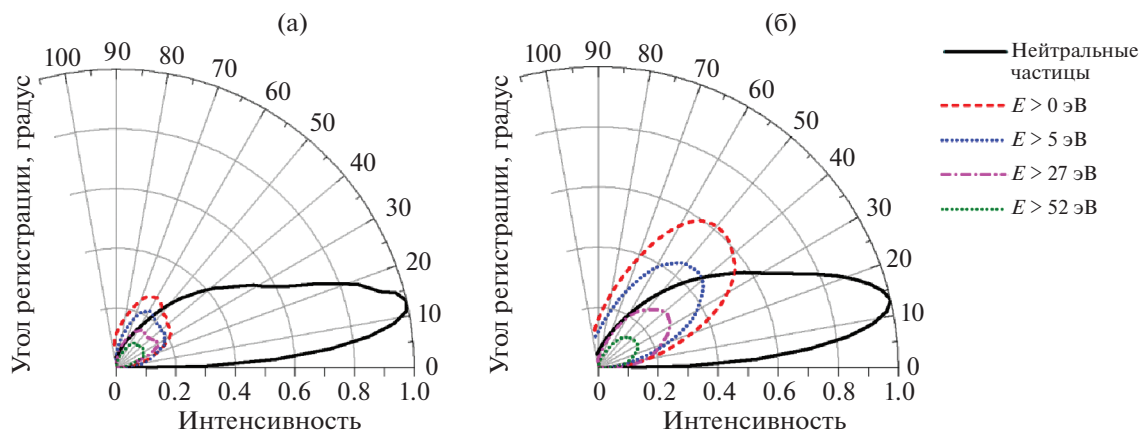 (а)
100
90
80
70
60
50
40
30
20
10
0
Угол регистрации, градус
0
0.2
0.4
0.6
0.8
1.0
Интенсивность
(б)
100
90
80
70
60
50
40
30
20
10
0
Угол регистрации, градус
0
0.2
0.4
0.6
0.8
1.0
Интенсивность
Нейтральные
частицы
E > 0 эВ
E > 5 эВ
E > 27 эВ
E > 52 эВ